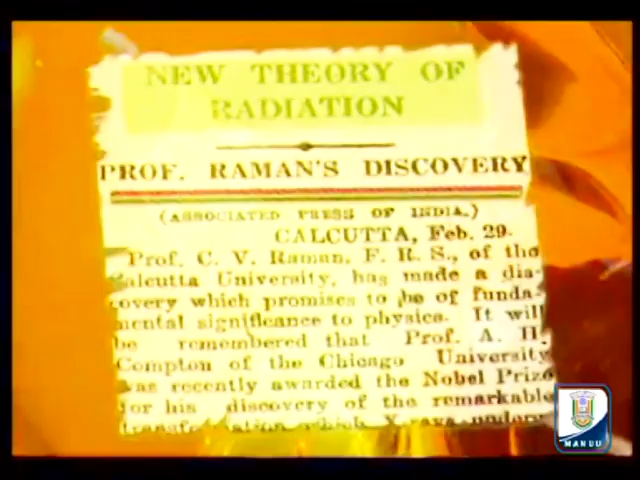 NEW THEORY OF
RADIATION
PROF. RAMAN'S DISCOVERY
(ASSOCIATED PRESS OF INDIA.)
CALCUTTA, Feb. 29.
Prof. C. V. Raman, F. R. S., of the
Calcutta University, has made a dis-
covery which promises to be of funda-
mental significance to physics. It will
be remembered that Prof. A. H.
Compton of the Chicago University
was recently awarded the Nobel Prize
for his discovery of the remarkable
which X-rays
MANUU